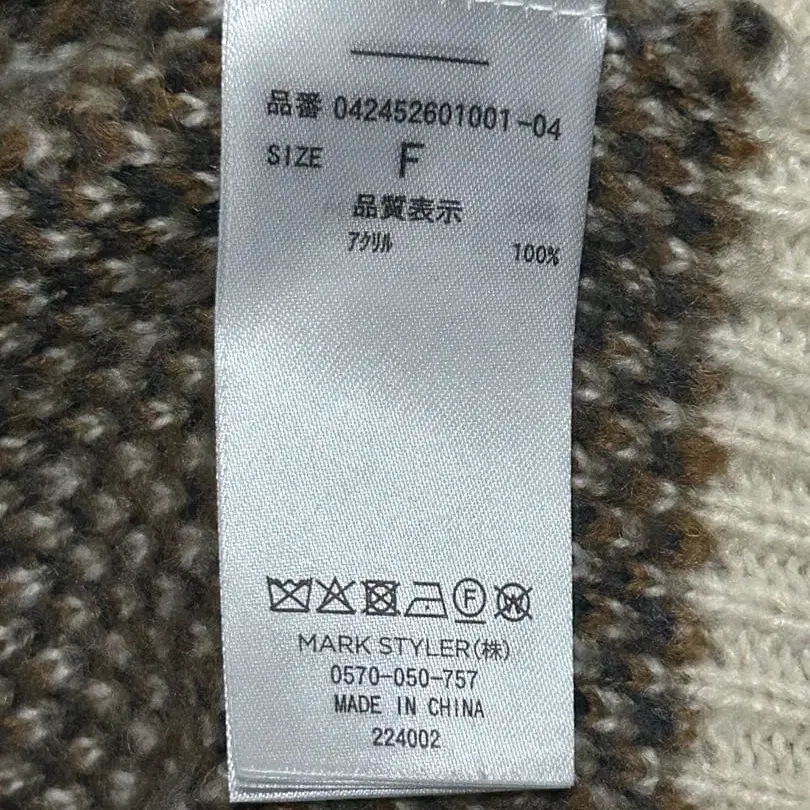 品番 042452601001-04
SIZE F
品質表示
ｱｸﾘﾙ 100%
F W
MARK STYLER(株)
0570-050-757
MADE IN CHINA
224002